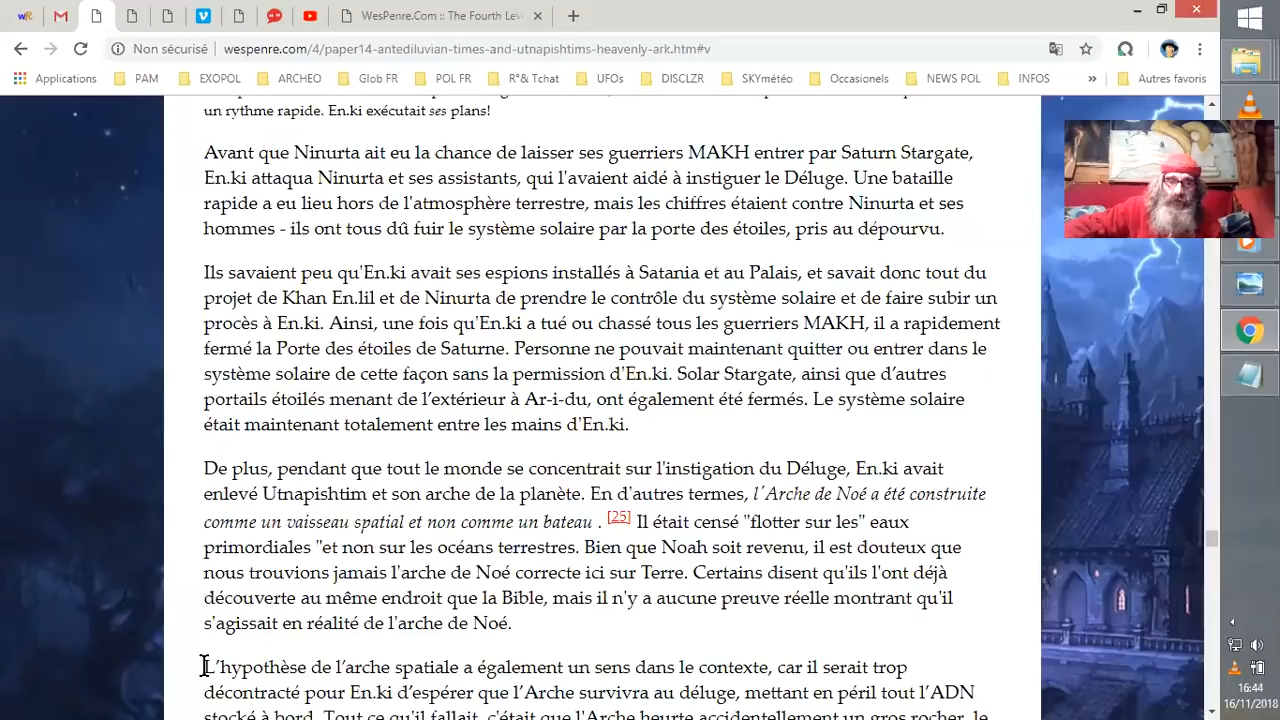 WesPenre.Com :: The Fourth Lev
Non sécurisé | wespenre.com/4/paper14-antediluvian-times-and-utnapishtims-heavenly-ark.htm#v
Applications PAM EXOPOL ARCHEO Glob FR POL FR R°& Tchat UFOs DISCLZR SKYmétéo Occasionels NEWS POL INFOS » Autres favoris
un rythme rapide. En.ki exécutait ses plans!
Avant que Ninurta ait eu la chance de laisser ses guerriers MAKH entrer par Saturn Stargate,
En.ki attaqua Ninurta et ses assistants, qui l'avaient aidé à instiguer le Déluge. Une bataille
rapide a eu lieu hors de l'atmosphère terrestre, mais les chiffres étaient contre Ninurta et ses
hommes - ils ont tous dû fuir le système solaire par la porte des étoiles, pris au dépourvu.
Ils savaient peu qu'En.ki avait ses espions installés à Satania et au Palais, et savait donc tout du
projet de Khan En.lil et de Ninurta de prendre le contrôle du système solaire et de faire subir un
procès à En.ki. Ainsi, une fois qu'En.ki a tué ou chassé tous les guerriers MAKH, il a rapidement
fermé la Porte des étoiles de Saturne. Personne ne pouvait maintenant quitter ou entrer dans le
système solaire de cette façon sans la permission d'En.ki. Solar Stargate, ainsi que d’autres
portails étoilés menant de l’extérieur à Ar-i-du, ont également été fermés. Le système solaire
était maintenant totalement entre les mains d'En.ki.
De plus, pendant que tout le monde se concentrait sur l'instigation du Déluge, En.ki avait
enlevé Utnapishtim et son arche de la planète. En d'autres termes, l'Arche de Noé a été construite
comme un vaisseau spatial et non comme un bateau . [25] Il était censé "flotter sur les" eaux
primordiales "et non sur les océans terrestres. Bien que Noah soit revenu, il est douteux que
nous trouvions jamais l'arche de Noé correcte ici sur Terre. Certains disent qu'ils l'ont déjà
découverte au même endroit que la Bible, mais il n'y a aucune preuve réelle montrant qu'il
s'agissait en réalité de l'arche de Noé.
L’hypothèse de l’arche spatiale a également un sens dans le contexte, car il serait trop
décontracté pour En.ki d’espérer que l’Arche survivra au déluge, mettant en péril tout l’ADN
stocké à bord. Tout ce qu'il fallait, c'était que l'Arche heurte accidentellement un gros rocher, le
16:44
16/11/2018